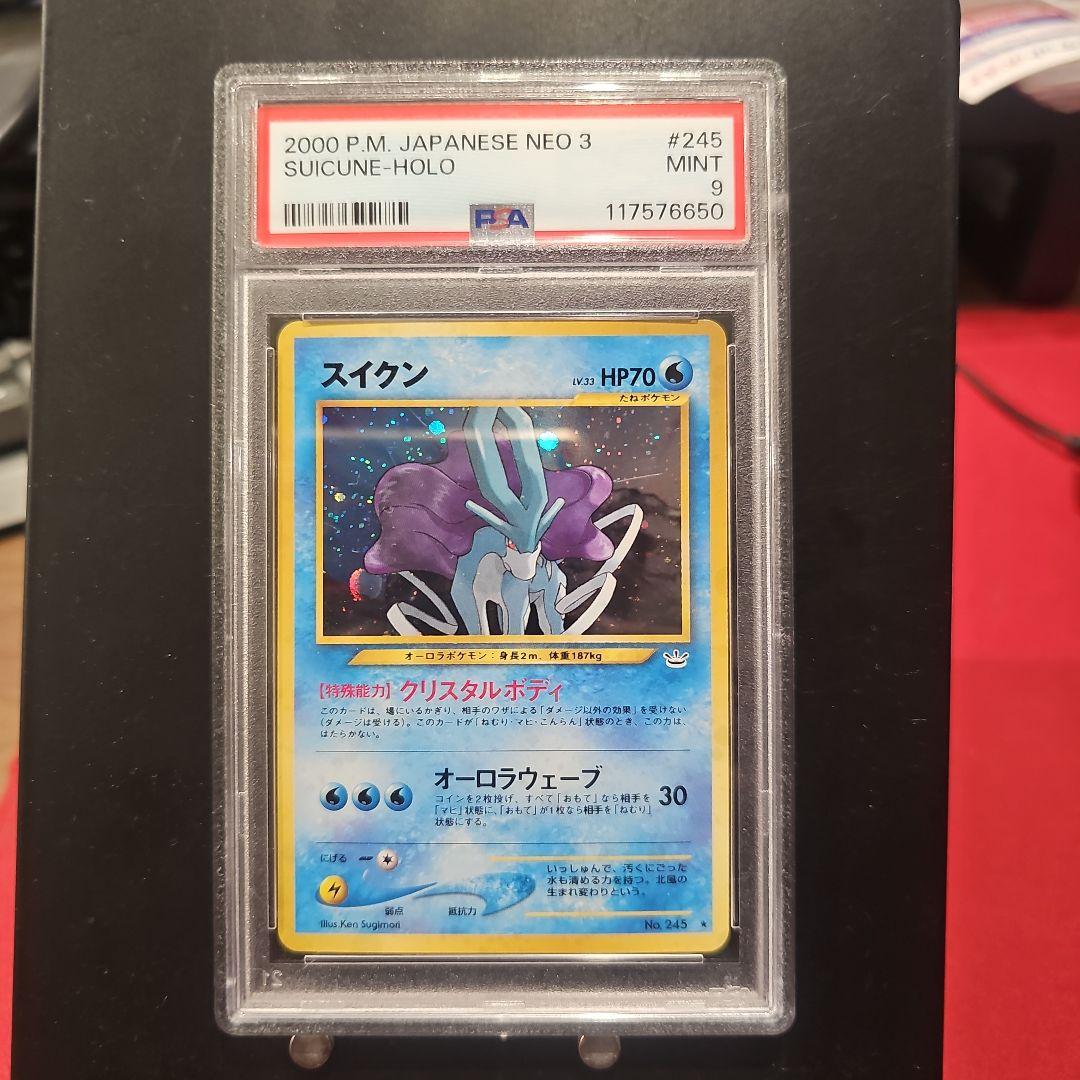 2000 P.M. JAPANESE NEO 3 #245
SUICUNE-HOLO MINT
9
PSA 117576650
スイクン LV.33 HP70
たねポケモン
オーロラポケモン:身長2m、体重187kg
【特殊能力】クリスタルボディ
このカードは、場にいるかぎり、相手のワザによる「ダメージ以外の効果」を受けない
(ダメージは受ける)。このカードが「ねむり・マヒ・こんらん」状態のとき、この力は、
はたらかない。
オーロラウェーブ 30
コインを2枚投げ、すべて「おもて」なら相手を
「マヒ」状態に、「おもて」が1枚なら相手を「ねむり」
状態にする。
にげる
いっしゅんで、汚くにごった
水も清める力を持つ。北風の
生まれ変わりという。
弱点 抵抗力
Illus.Ken Sugimori No. 245 ★